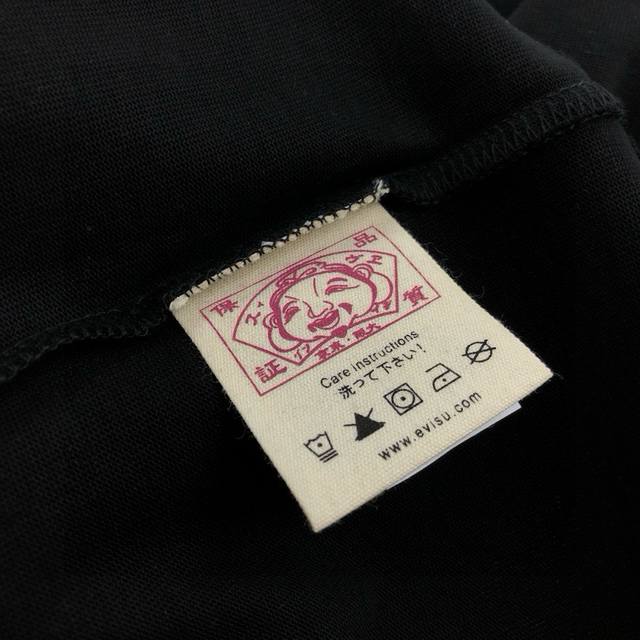 品質
保証
Care instructions
洗って下さい!
www.evisu.com